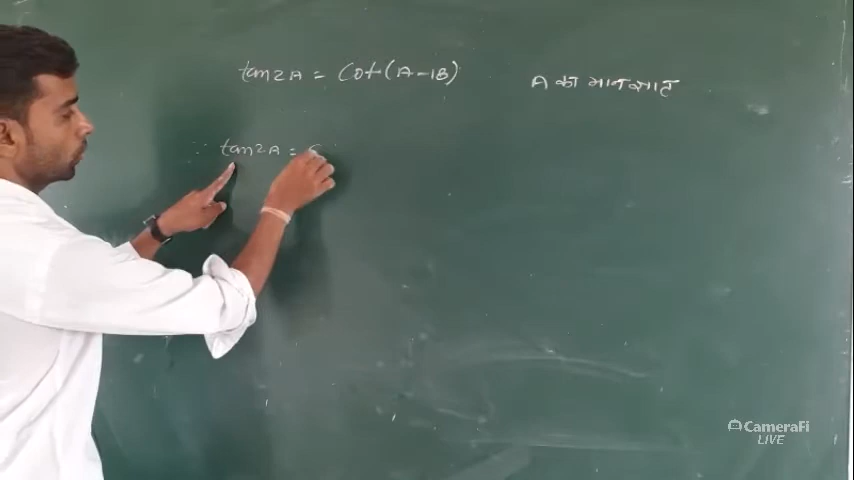 tan2A = Cot(A-18) A का मान ज्ञात
∵ tan2A = C
CameraFi
LIVE